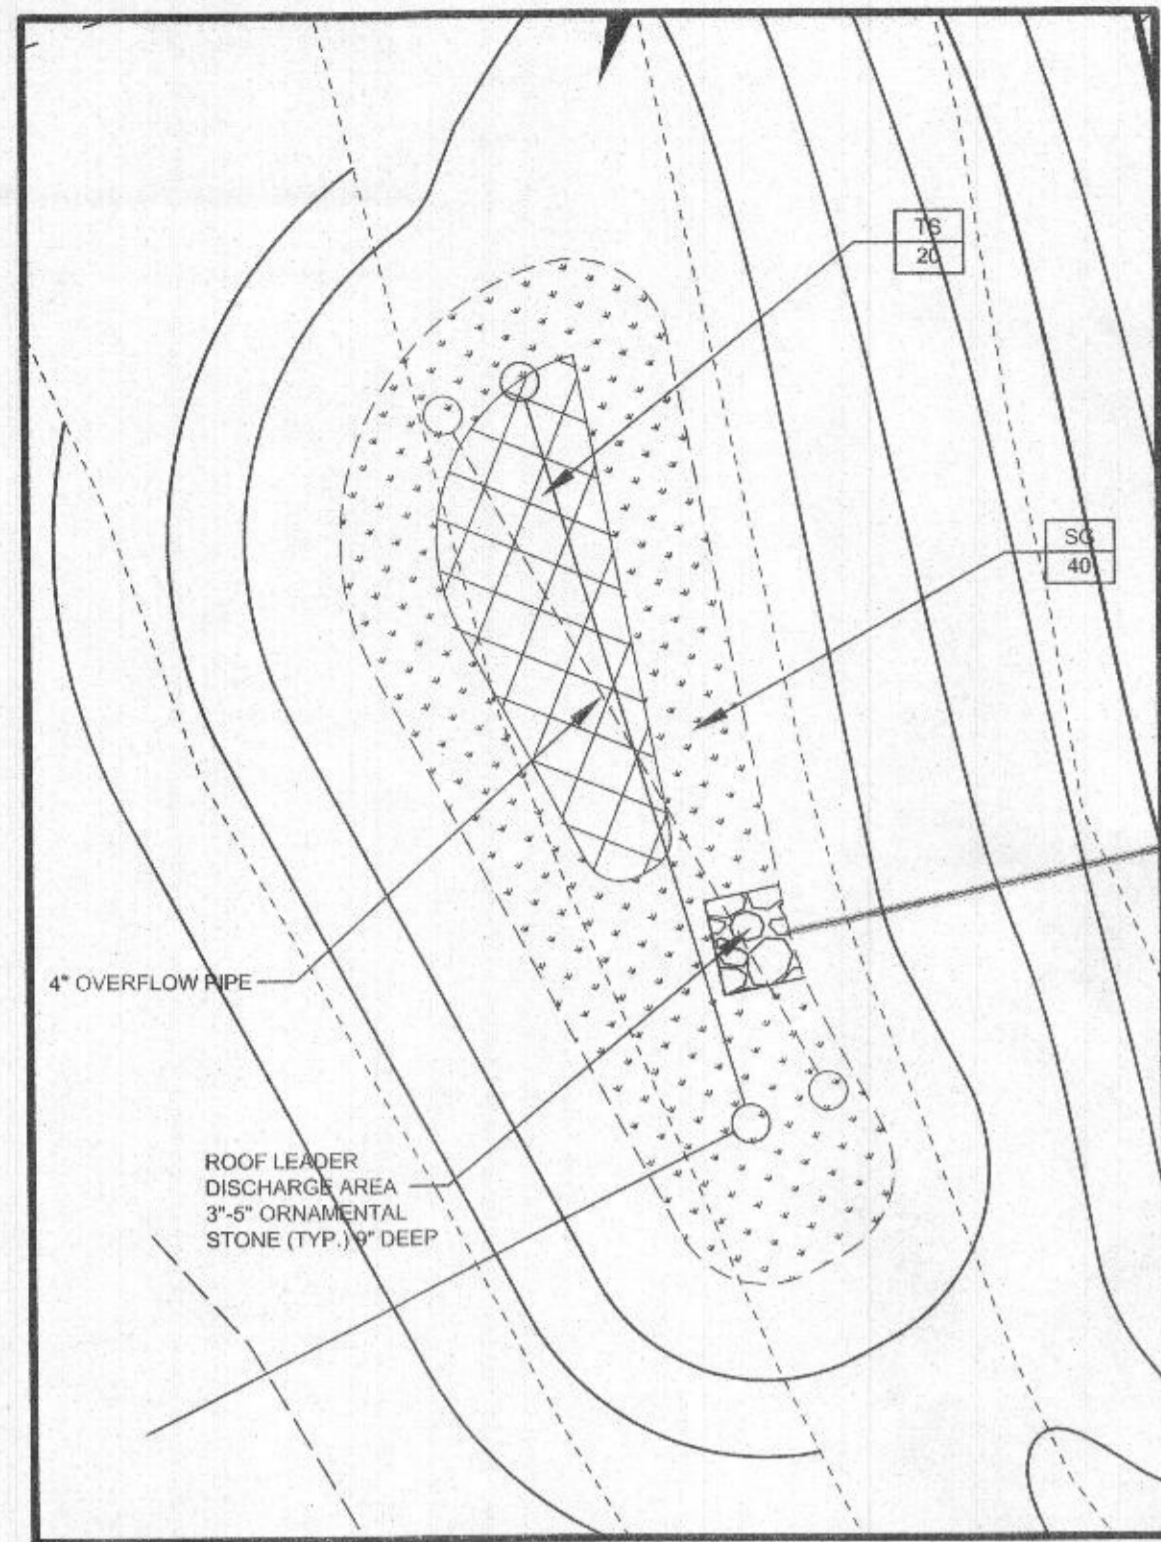 TS
20
SG
40
4" OVERFLOW PIPE
ROOF LEADER
DISCHARGE AREA
3"-5" ORNAMENTAL
STONE (TYP.) 9" DEEP